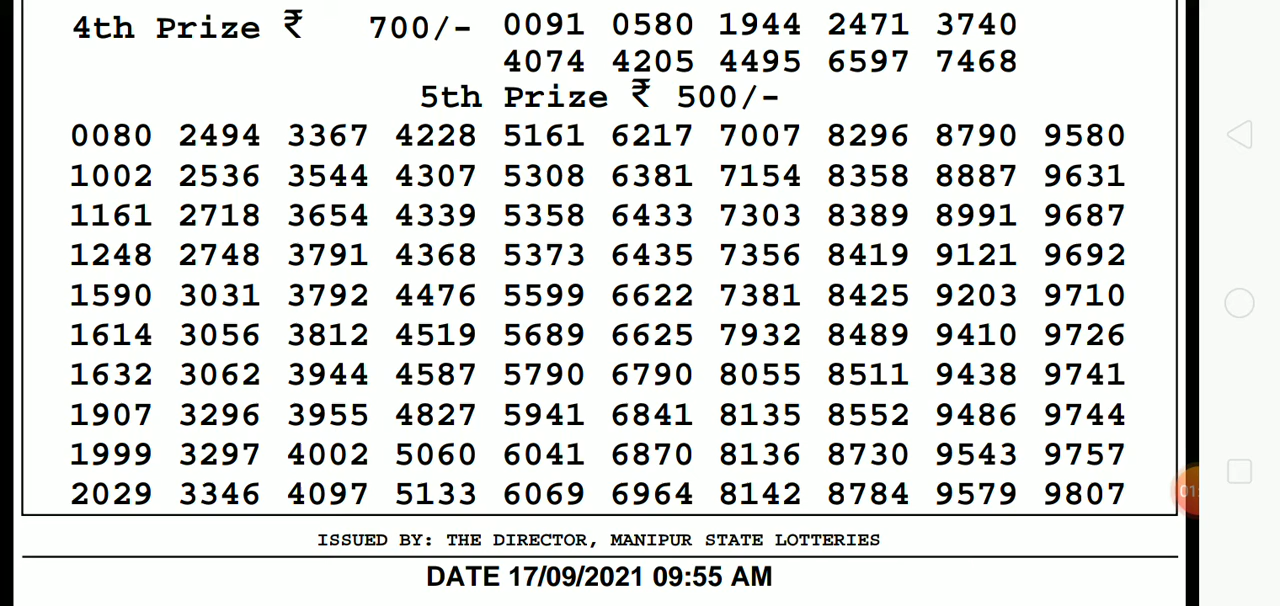 4th Prize ₹ 700/- 0091 0580 1944 2471 3740
4074 4205 4495 6597 7468
5th Prize ₹ 500/-
0080 2494 3367 4228 5161 6217 7007 8296 8790 9580
1002 2536 3544 4307 5308 6381 7154 8358 8887 9631
1161 2718 3654 4339 5358 6433 7303 8389 8991 9687
1248 2748 3791 4368 5373 6435 7356 8419 9121 9692
1590 3031 3792 4476 5599 6622 7381 8425 9203 9710
1614 3056 3812 4519 5689 6625 7932 8489 9410 9726
1632 3062 3944 4587 5790 6790 8055 8511 9438 9741
1907 3296 3955 4827 5941 6841 8135 8552 9486 9744
1999 3297 4002 5060 6041 6870 8136 8730 9543 9757
2029 3346 4097 5133 6069 6964 8142 8784 9579 9807
ISSUED BY: THE DIRECTOR, MANIPUR STATE LOTTERIES
DATE 17/09/2021 09:55 AM